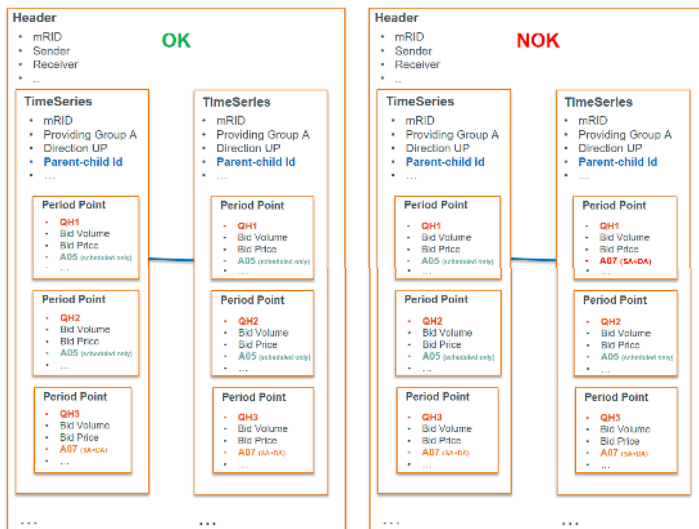 Header
mRID
Sender
Receiver
..
OK
TimeSeries
mRID
Providing Group A
Direction UP
Parent-child Id
...
Period Point
QH1
Bid Volume
Bid Price
A05 (scheduled only)
...
Period Point
QH2
Bid Volume
Bid Price
A05 (scheduled only)
...
Period Point
QH3
Bid Volume
Bid Price
A07 (SA+DA)
...
...
TimeSeries
mRID
Providing Group A
Direction UP
Parent-child Id
...
Period Point
QH1
Bid Volume
Bid Price
A05 (scheduled only)
...
Period Point
QH2
Bid Volume
Bid Price
A05 (scheduled only)
...
Period Point
QH3
Bid Volume
Bid Price
A07 (SA+DA)
...
...
Header
mRID
Sender
Receiver
..
NOK
TimeSeries
mRID
Providing Group A
Direction UP
Parent-child Id
...
Period Point
QH1
Bid Volume
Bid Price
A05 (scheduled only)
...
Period Point
QH2
Bid Volume
Bid Price
A05 (scheduled only)
...
Period Point
QH3
Bid Volume
Bid Price
A07 (SA+DA)
...
...
TimeSeries
mRID
Providing Group A
Direction UP
Parent-child Id
...
Period Point
QH1
Bid Volume
Bid Price
A07 (SA+DA)
...
Period Point
QH2
Bid Volume
Bid Price
A05 (scheduled only)
...
Period Point
QH3
Bid Volume
Bid Price
A07 (SA+DA)
...
...